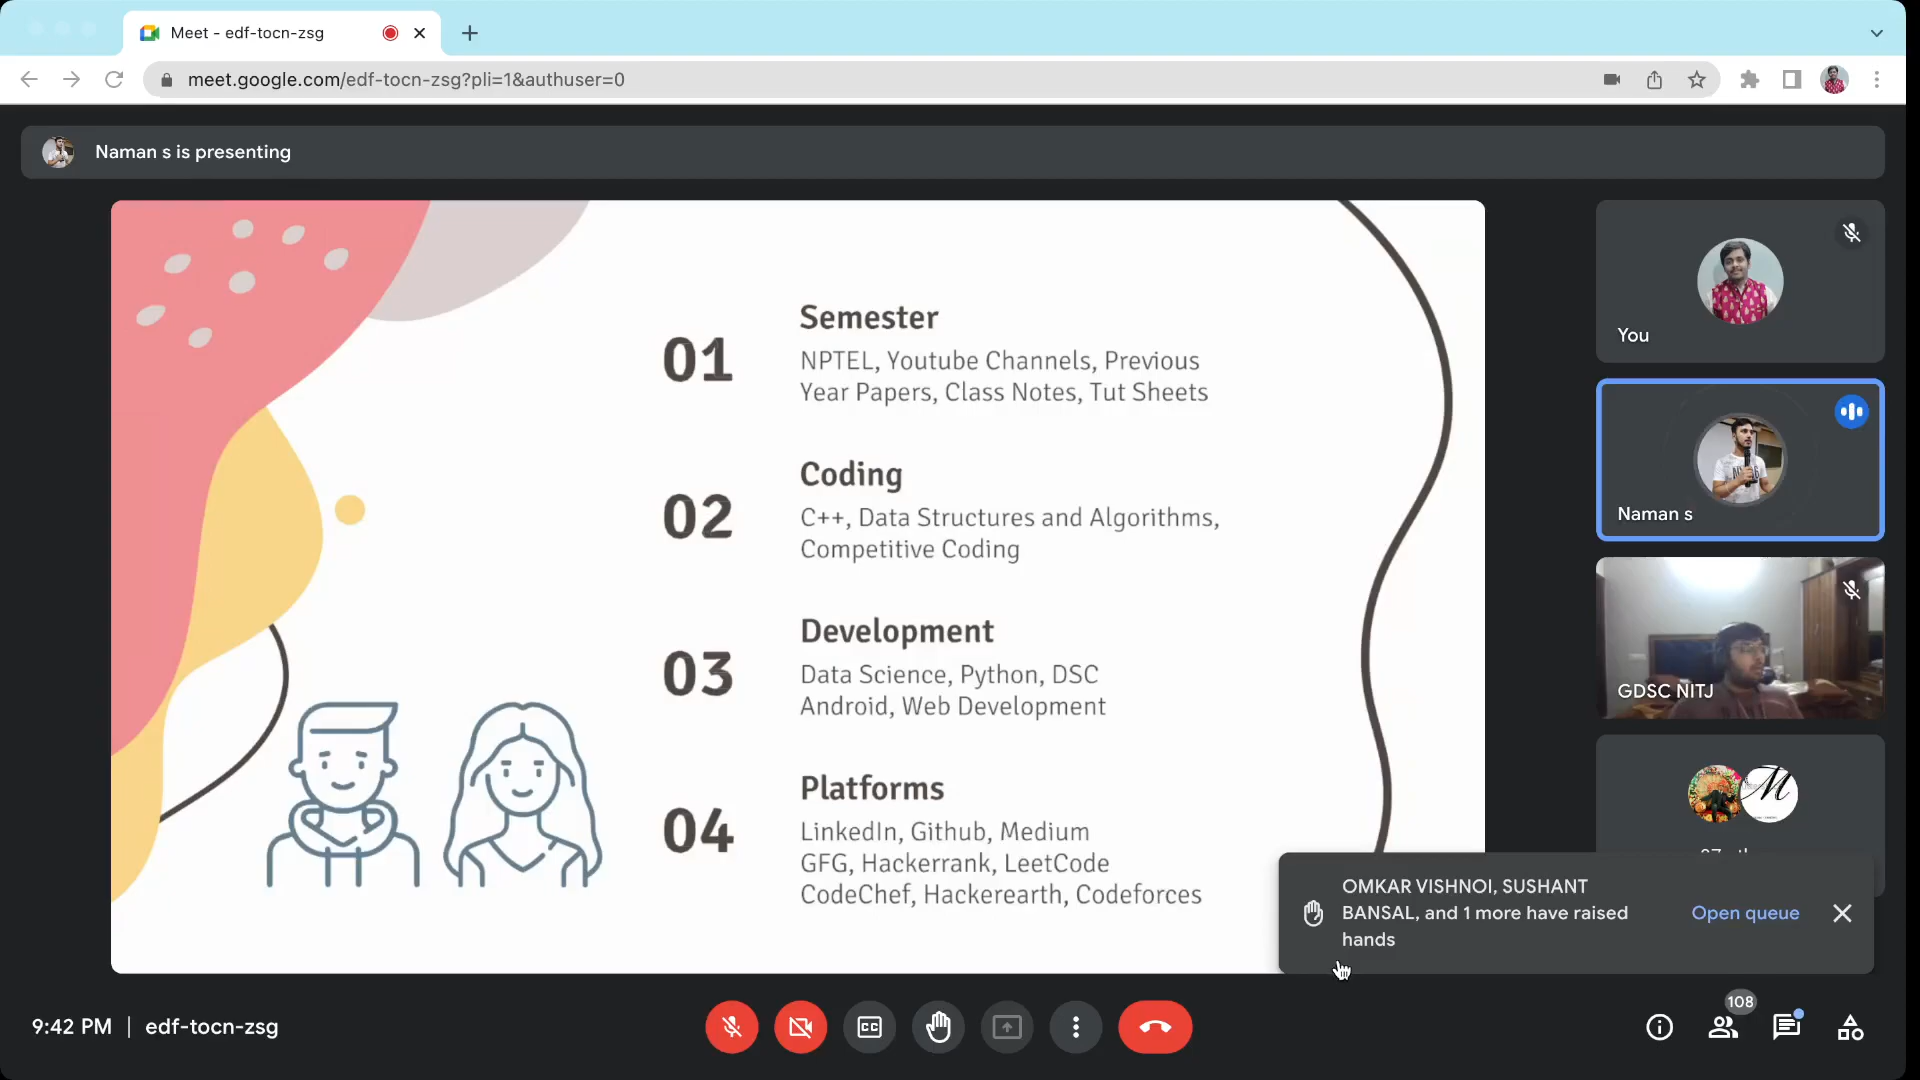 Meet - edf-tocn-zsg
meet.google.com/edf-tocn-zsg?pli=1&authuser=0
Naman s is presenting
01
Semester
NPTEL, Youtube Channels, Previous
Year Papers, Class Notes, Tut Sheets
02
Coding
C++, Data Structures and Algorithms,
Competitive Coding
03
Development
Data Science, Python, DSC
Android, Web Development
04
Platforms
LinkedIn, Github, Medium
GFG, Hackerrank, LeetCode
CodeChef, Hackerearth, Codeforces
You
Naman s
GDSC NITJ
M
OMKAR VISHNOI, SUSHANT
BANSAL, and 1 more have raised
hands
Open queue
9:42 PM | edf-tocn-zsg
CC
108